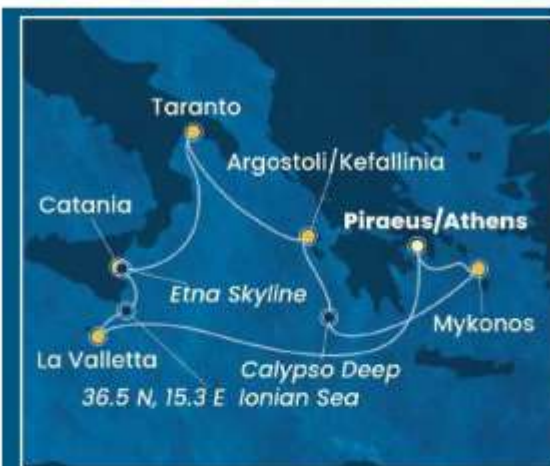 Taranto
Argostoli/Kefallinia
Catania
Piraeus/Athens
Etna Skyline
Mykonos
La Valletta
Calypso Deep
36.5 N, 15.3 E Ionian Sea